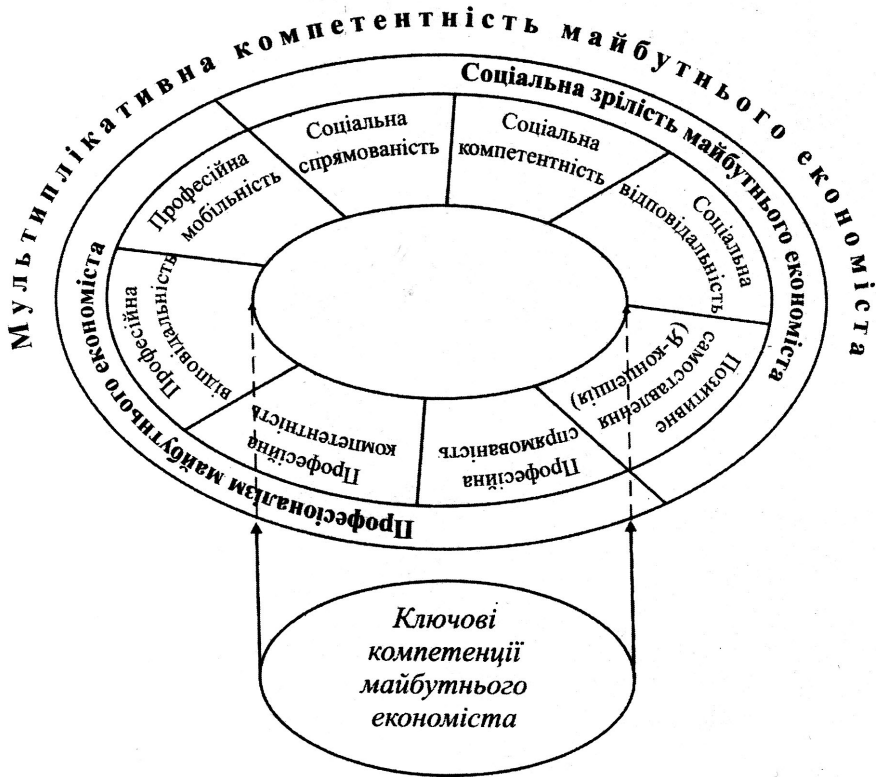 Мультиплікативна компетентність майбутнього економіста
Соціальна зрілість майбутнього економіста
Соціальна
спрямованість
Соціальна
компетентність
Соціальна
відповідальність
Позитивне
самоставлення
(Я-концепція)
Професійна
спрямованість
Професійна
компетентність
Професійна
відповідальність
Професійна
мобільність
Професіоналізм майбутнього економіста
Ключові
компетенції
майбутнього
економіста